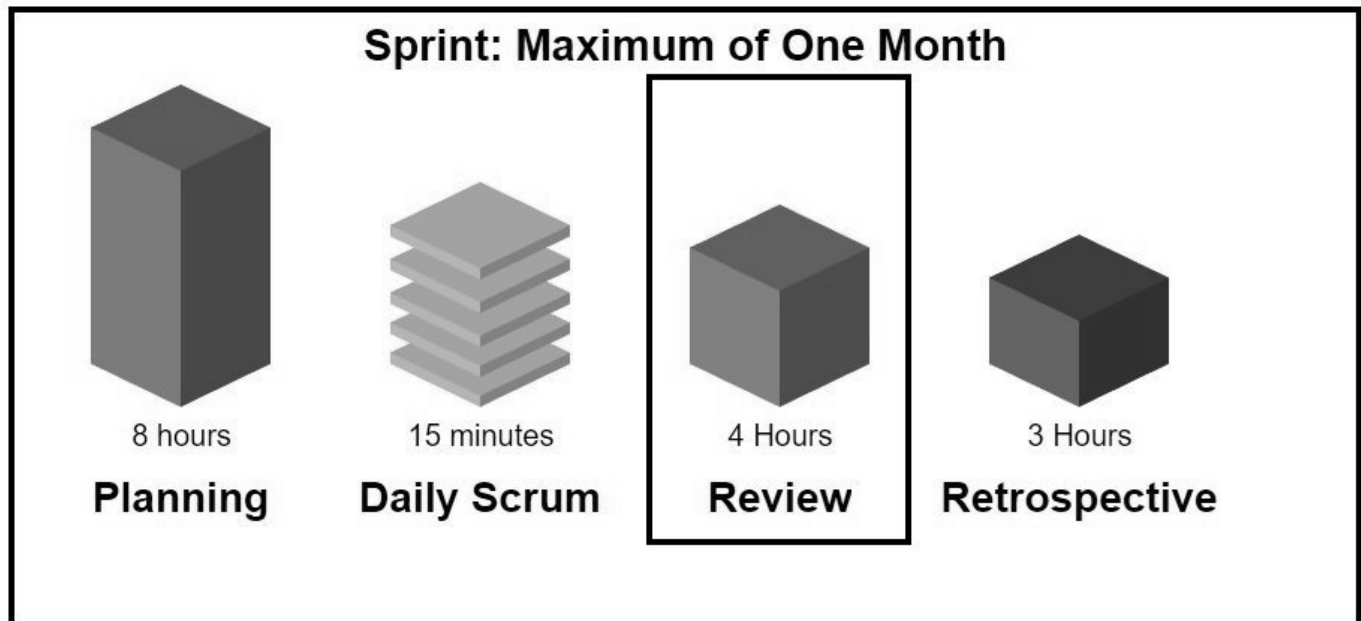 Sprint: Maximum of One Month
8 hours
15 minutes
4 Hours
3 Hours
Planning
Daily Scrum
Review
Retrospective